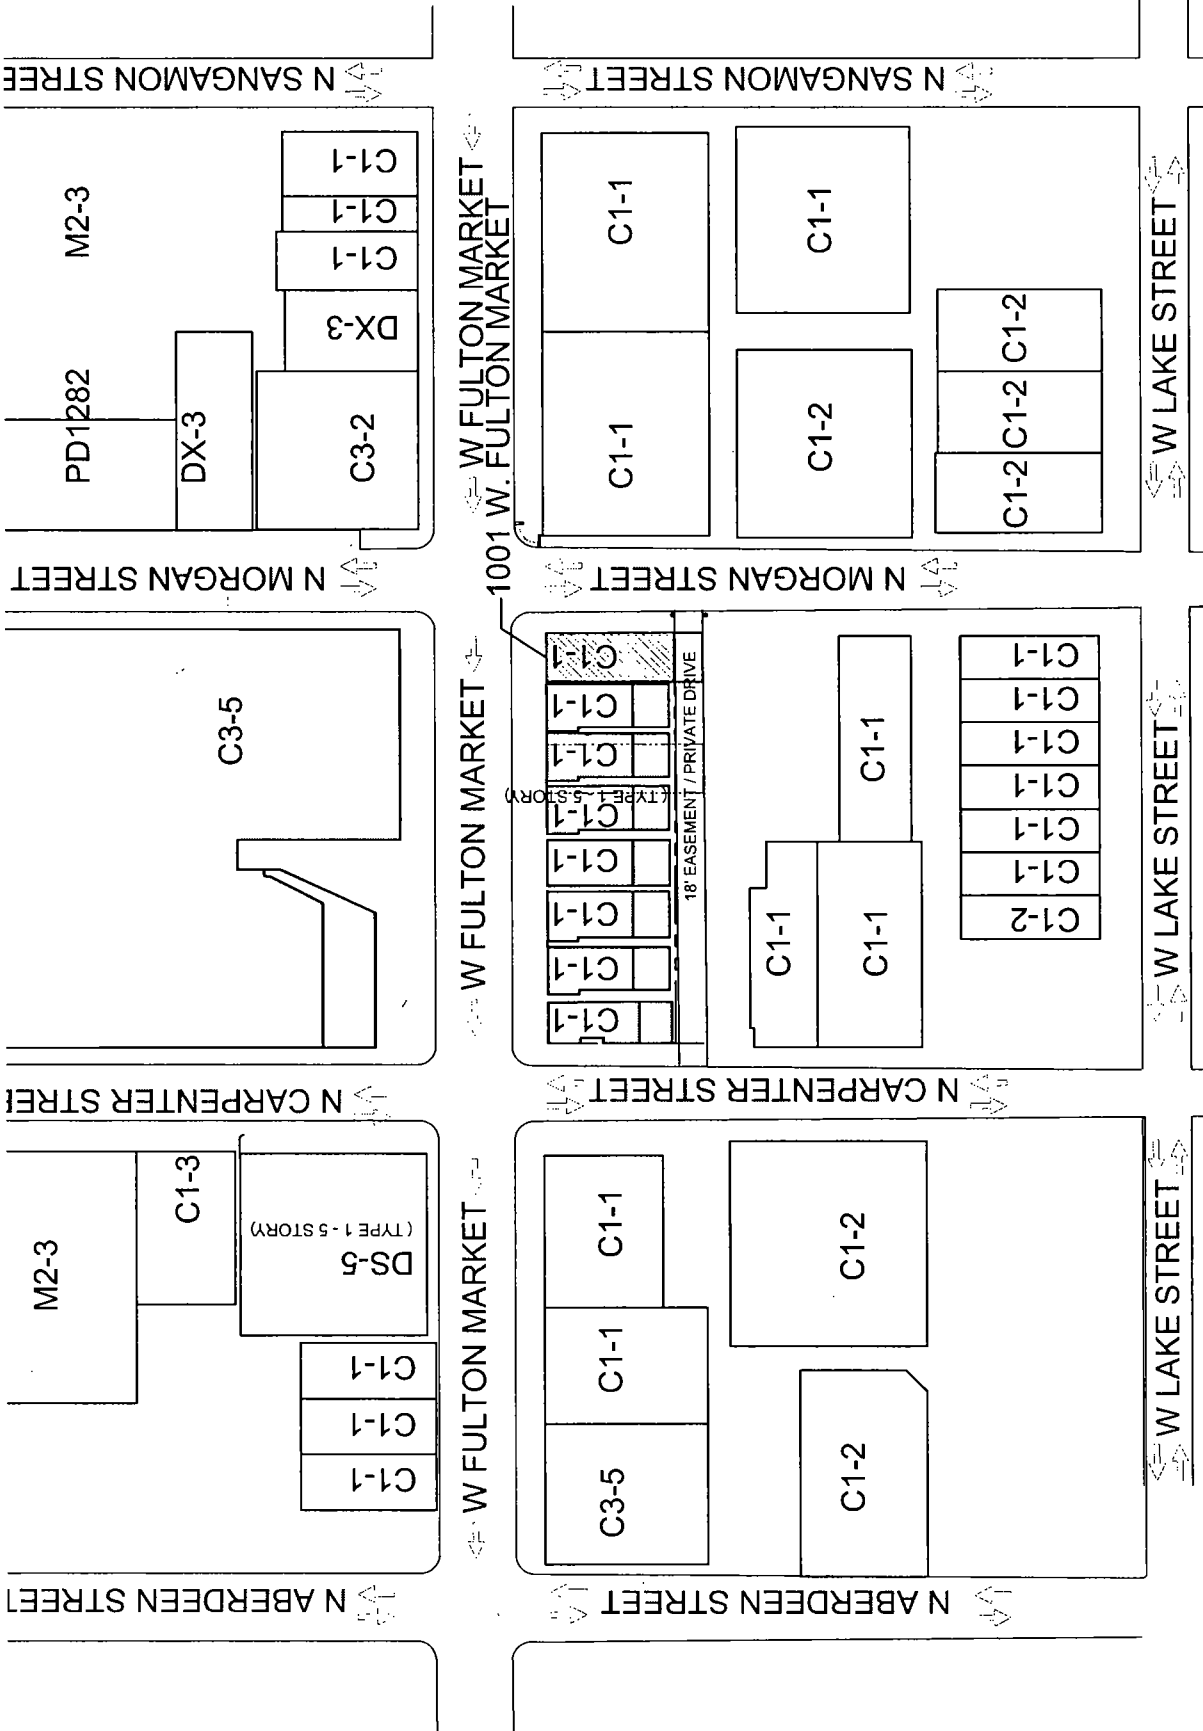 N SANGAMON STREE
N SANGAMON STREET
M2-3
C1-1
C1-1
C1-1
DX-3
PD1282
DX-3
C3-2
W FULTON MARKET
1001 W. FULTON MARKET
C1-1
C1-1
C1-1
C1-2
C1-2
C1-2
C1-2
W LAKE STREET
N MORGAN STREET
N MORGAN STREET
C3-5
W FULTON MARKET
C1-1
C1-1
C1-1
C1-1
C1-1
C1-1
C1-1
C1-1
(TYPE 1 - 5 STORY)
18' EASEMENT / PRIVATE DRIVE
C1-1
C1-1
C1-1
C1-1
C1-1
C1-1
C1-1
C1-1
C1-1
C1-2
W LAKE STREET
N CARPENTER STREE
N CARPENTER STREET
M2-3
C1-3
DS-5
(TYPE 1 - 5 STORY)
C1-1
C1-1
C1-1
W FULTON MARKET
C1-1
C1-1
C3-5
C1-2
C1-2
W LAKE STREET
N ABERDEEN STREET
N ABERDEEN STREET